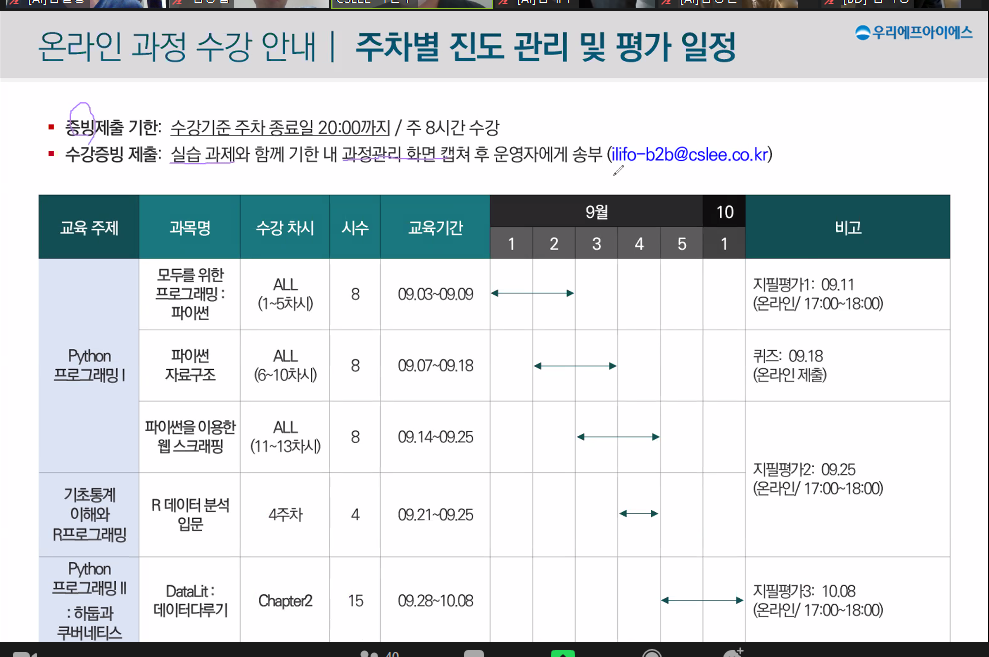 CSLEE
온라인 과정 수강 안내 | 주차별 진도 관리 및 평가 일정
우리에프아이에스
증빙제출 기한: 수강기준 주차 종료일 20:00까지 / 주 8시간 수강
수강증빙 제출: 실습 과제와 함께 기한 내 과정관리 화면 캡쳐 후 운영자에게 송부 (ilifo-b2b@cslee.co.kr)
교육 주제 과목명 수강 차시 시수 교육기간 9월 10 비고
1 2 3 4 5 1
Python
프로그래밍 I
모두를 위한
프로그래밍 :
파이썬
ALL
(1~5차시)
8
09.03~09.09
지필평가1: 09.11
(온라인/ 17:00~18:00)
파이썬
자료구조
ALL
(6~10차시)
8
09.07~09.18
퀴즈: 09.18
(온라인 제출)
파이썬을 이용한
웹 스크래핑
ALL
(11~13차시)
8
09.14~09.25
지필평가2: 09.25
(온라인/ 17:00~18:00)
기초통계
이해와
R프로그래밍
R 데이터 분석
입문
4주차
4
09.21~09.25
Python
프로그래밍 II
: 하둡과
쿠버네티스
DataLit :
데이터다루기
Chapter2
15
09.28~10.08
지필평가3: 10.08
(온라인/ 17:00~18:00)
40